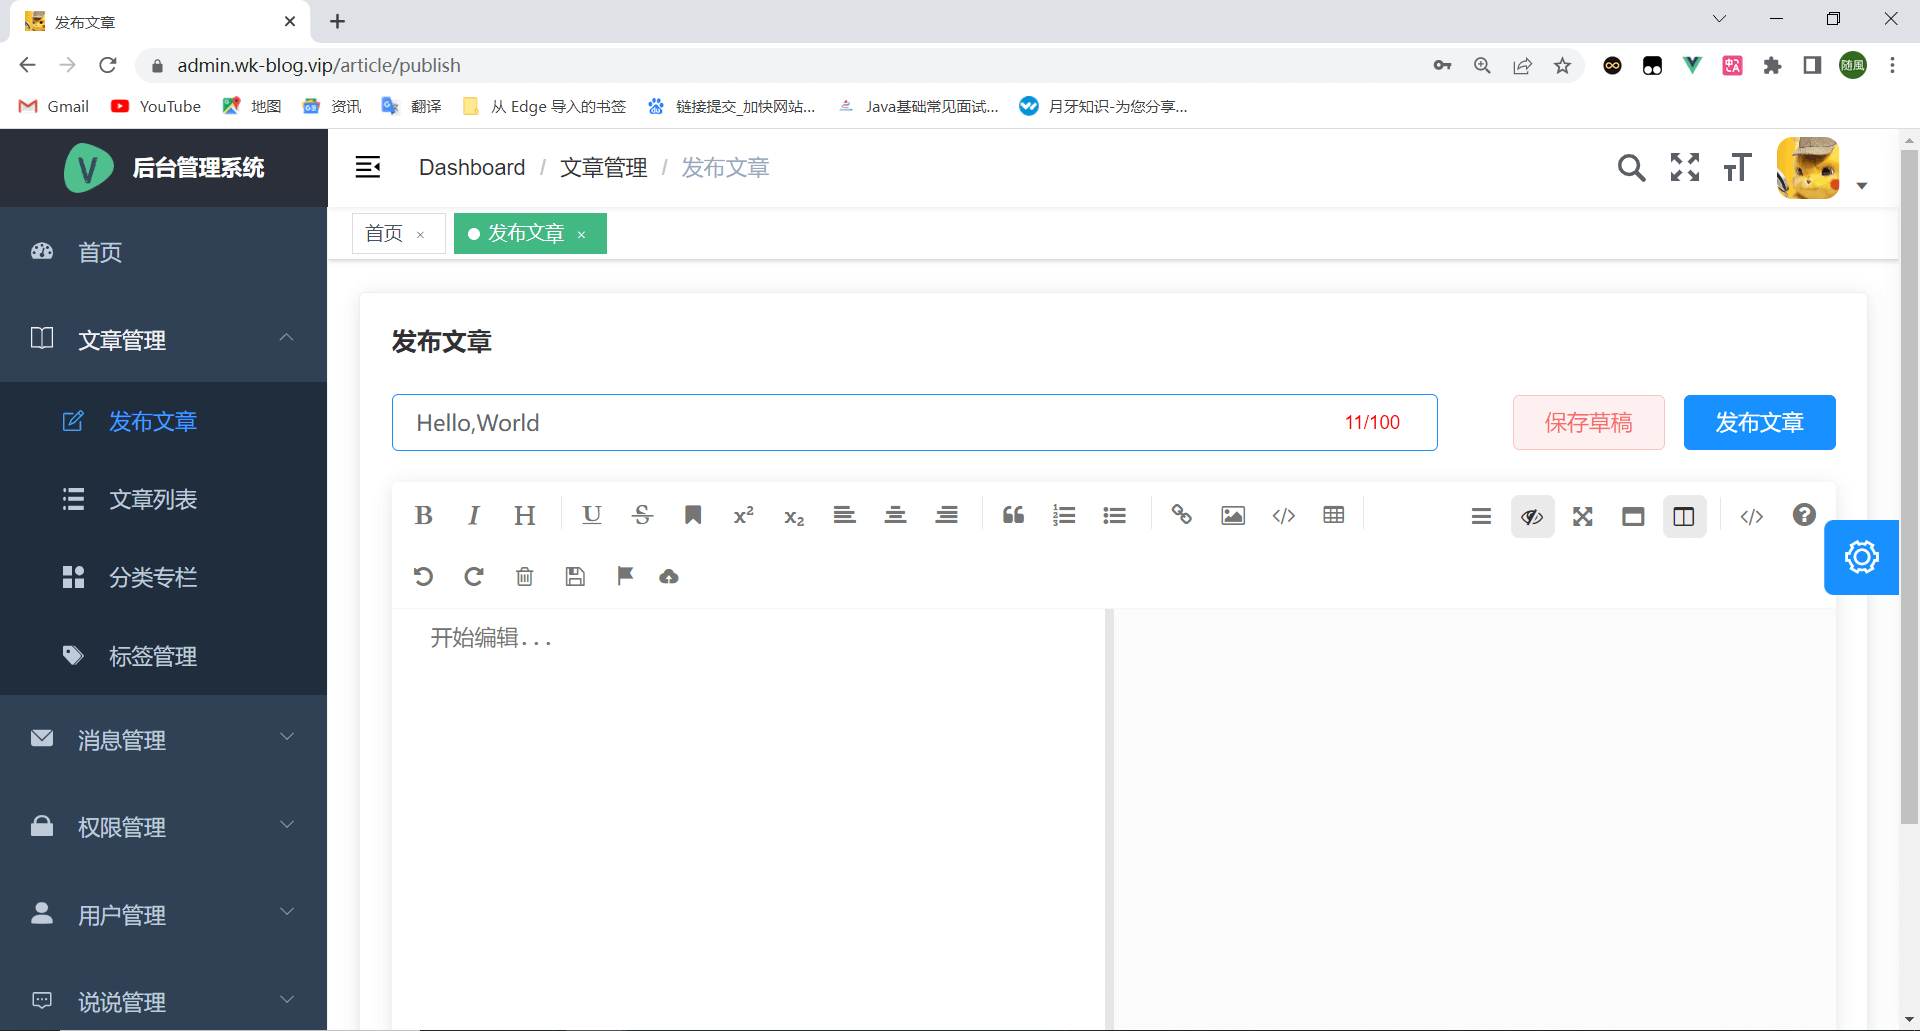 发布文章
admin.wk-blog.vip/article/publish
随風
Gmail
YouTube
地图
资讯
翻译
从 Edge 导入的书签
链接提交_加快网站...
Java基础常见面试...
月牙知识-为您分享...
V 后台管理系统
Dashboard / 文章管理 / 发布文章
首页 ×
发布文章 ×
首页
文章管理
发布文章
文章列表
分类专栏
标签管理
消息管理
权限管理
用户管理
说说管理
发布文章
Hello,World
11/100
保存草稿
发布文章
开始编辑...